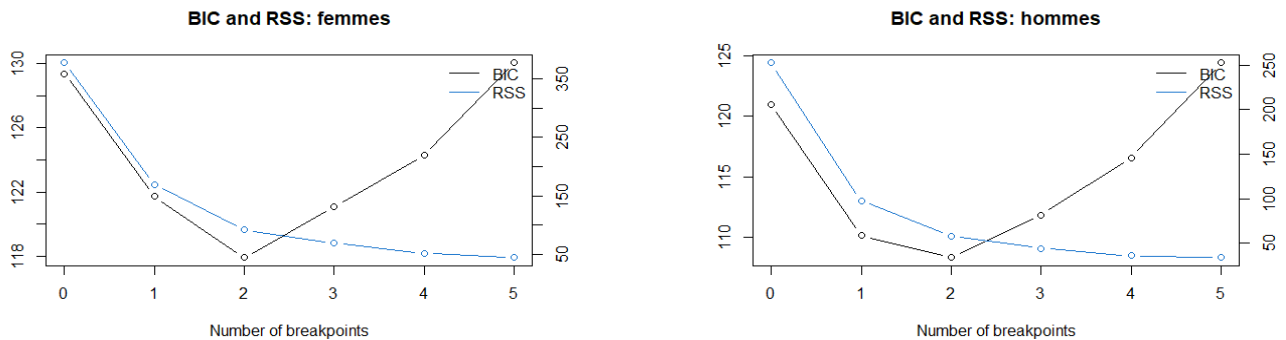 BIC and RSS: femmes
130
126
122
118
350
250
150
50
BIC
RSS
0 1 2 3 4 5
Number of breakpoints
BIC and RSS: hommes
125
120
115
110
250
200
150
100
50
BIC
RSS
0 1 2 3 4 5
Number of breakpoints